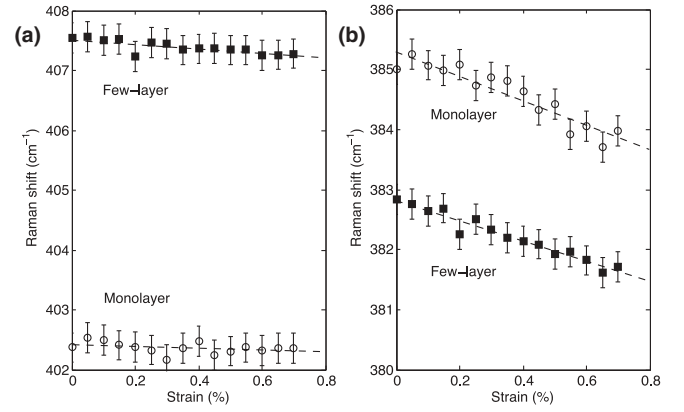 (a)
Raman shift (cm⁻¹)
408
407
406
405
404
403
402
Few–layer
Monolayer
0
0.2
0.4
0.6
0.8
Strain (%)
(b)
Raman shift (cm⁻¹)
386
385
384
383
382
381
380
Monolayer
Few–layer
0
0.2
0.4
0.6
0.8
Strain (%)